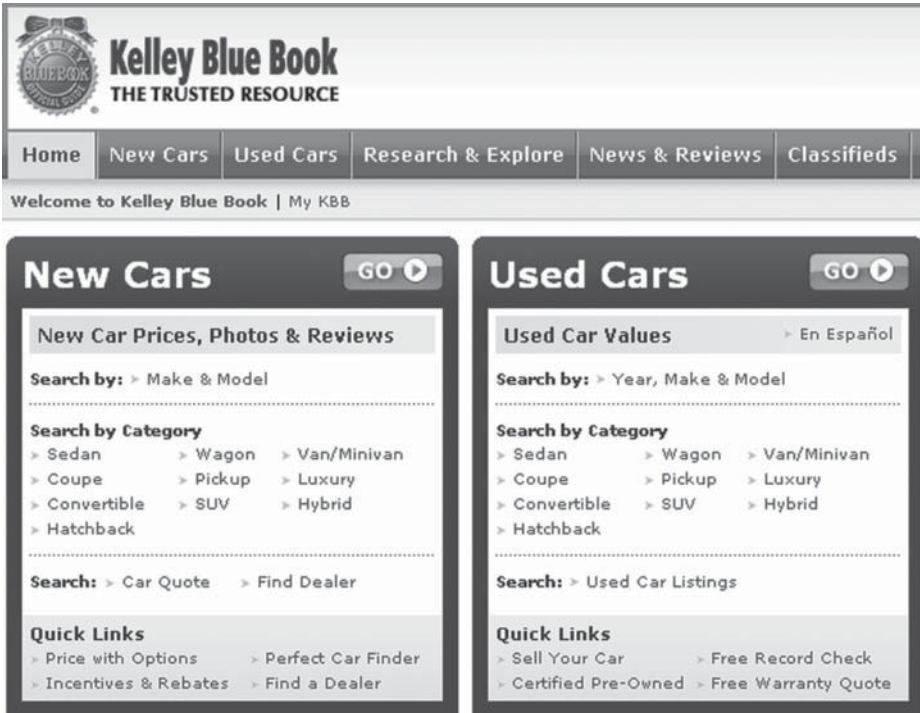 KELLEY
BLUE BOOK
OFFICIAL GUIDE
Kelley Blue Book
THE TRUSTED RESOURCE
Home New Cars Used Cars Research & Explore News & Reviews Classifieds
Welcome to Kelley Blue Book | My KBB
New Cars GO
New Car Prices, Photos & Reviews
Search by: Make & Model
Search by Category
Sedan Wagon Van/Minivan
Coupe Pickup Luxury
Convertible SUV Hybrid
Hatchback
Search: Car Quote Find Dealer
Quick Links
Price with Options Perfect Car Finder
Incentives & Rebates Find a Dealer
Used Cars GO
Used Car Values En Español
Search by: Year, Make & Model
Search by Category
Sedan Wagon Van/Minivan
Coupe Pickup Luxury
Convertible SUV Hybrid
Hatchback
Search: Used Car Listings
Quick Links
Sell Your Car Free Record Check
Certified Pre-Owned Free Warranty Quote